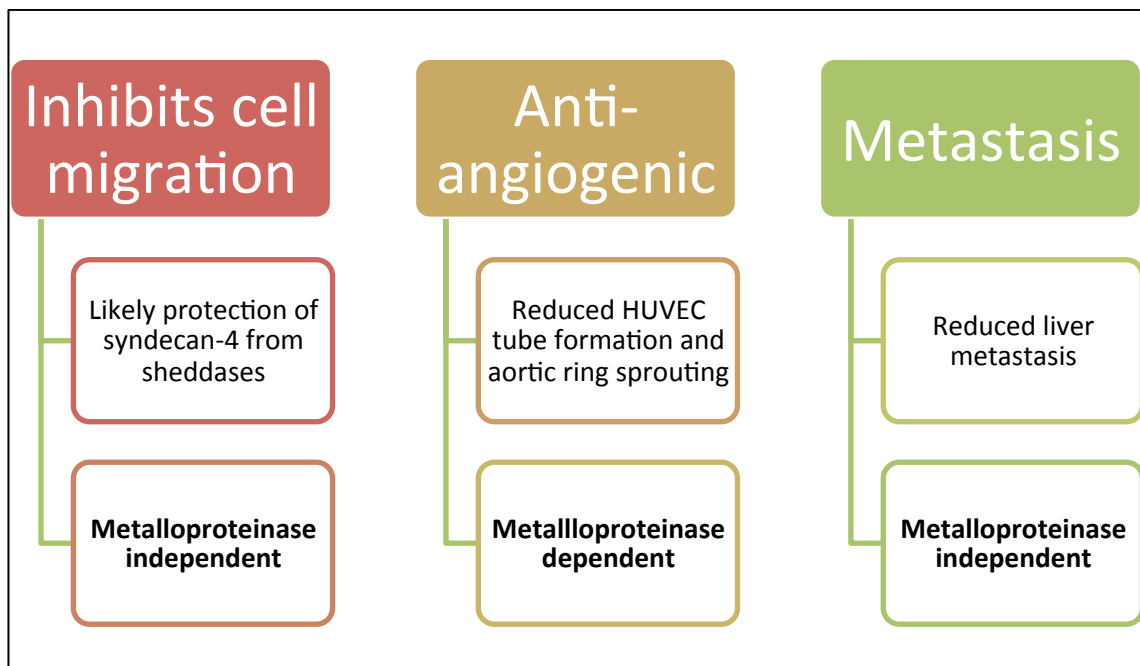 Inhibits cell
migration
Likely protection of
syndecan-4 from
sheddases
Metalloproteinase
independent
Anti-
angiogenic
Reduced HUVEC
tube formation and
aortic ring sprouting
Metallloproteinase
dependent
Metastasis
Reduced liver
metastasis
Metalloproteinase
independent